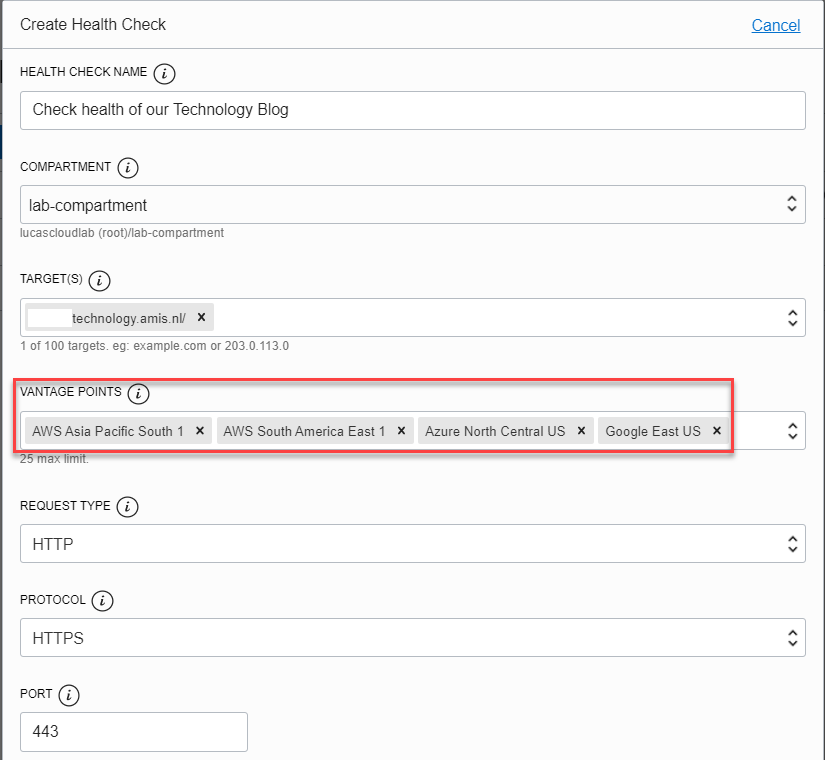 Create Health Check Cancel
HEALTH CHECK NAME i
Check health of our Technology Blog
COMPARTMENT i
lab-compartment
lucascloudlab (root)/lab-compartment
TARGET(S) i
technology.amis.nl/ ×
1 of 100 targets. eg: example.com or 203.0.113.0
VANTAGE POINTS i
AWS Asia Pacific South 1 × AWS South America East 1 × Azure North Central US × Google East US ×
25 max limit.
REQUEST TYPE i
HTTP
PROTOCOL i
HTTPS
PORT i
443